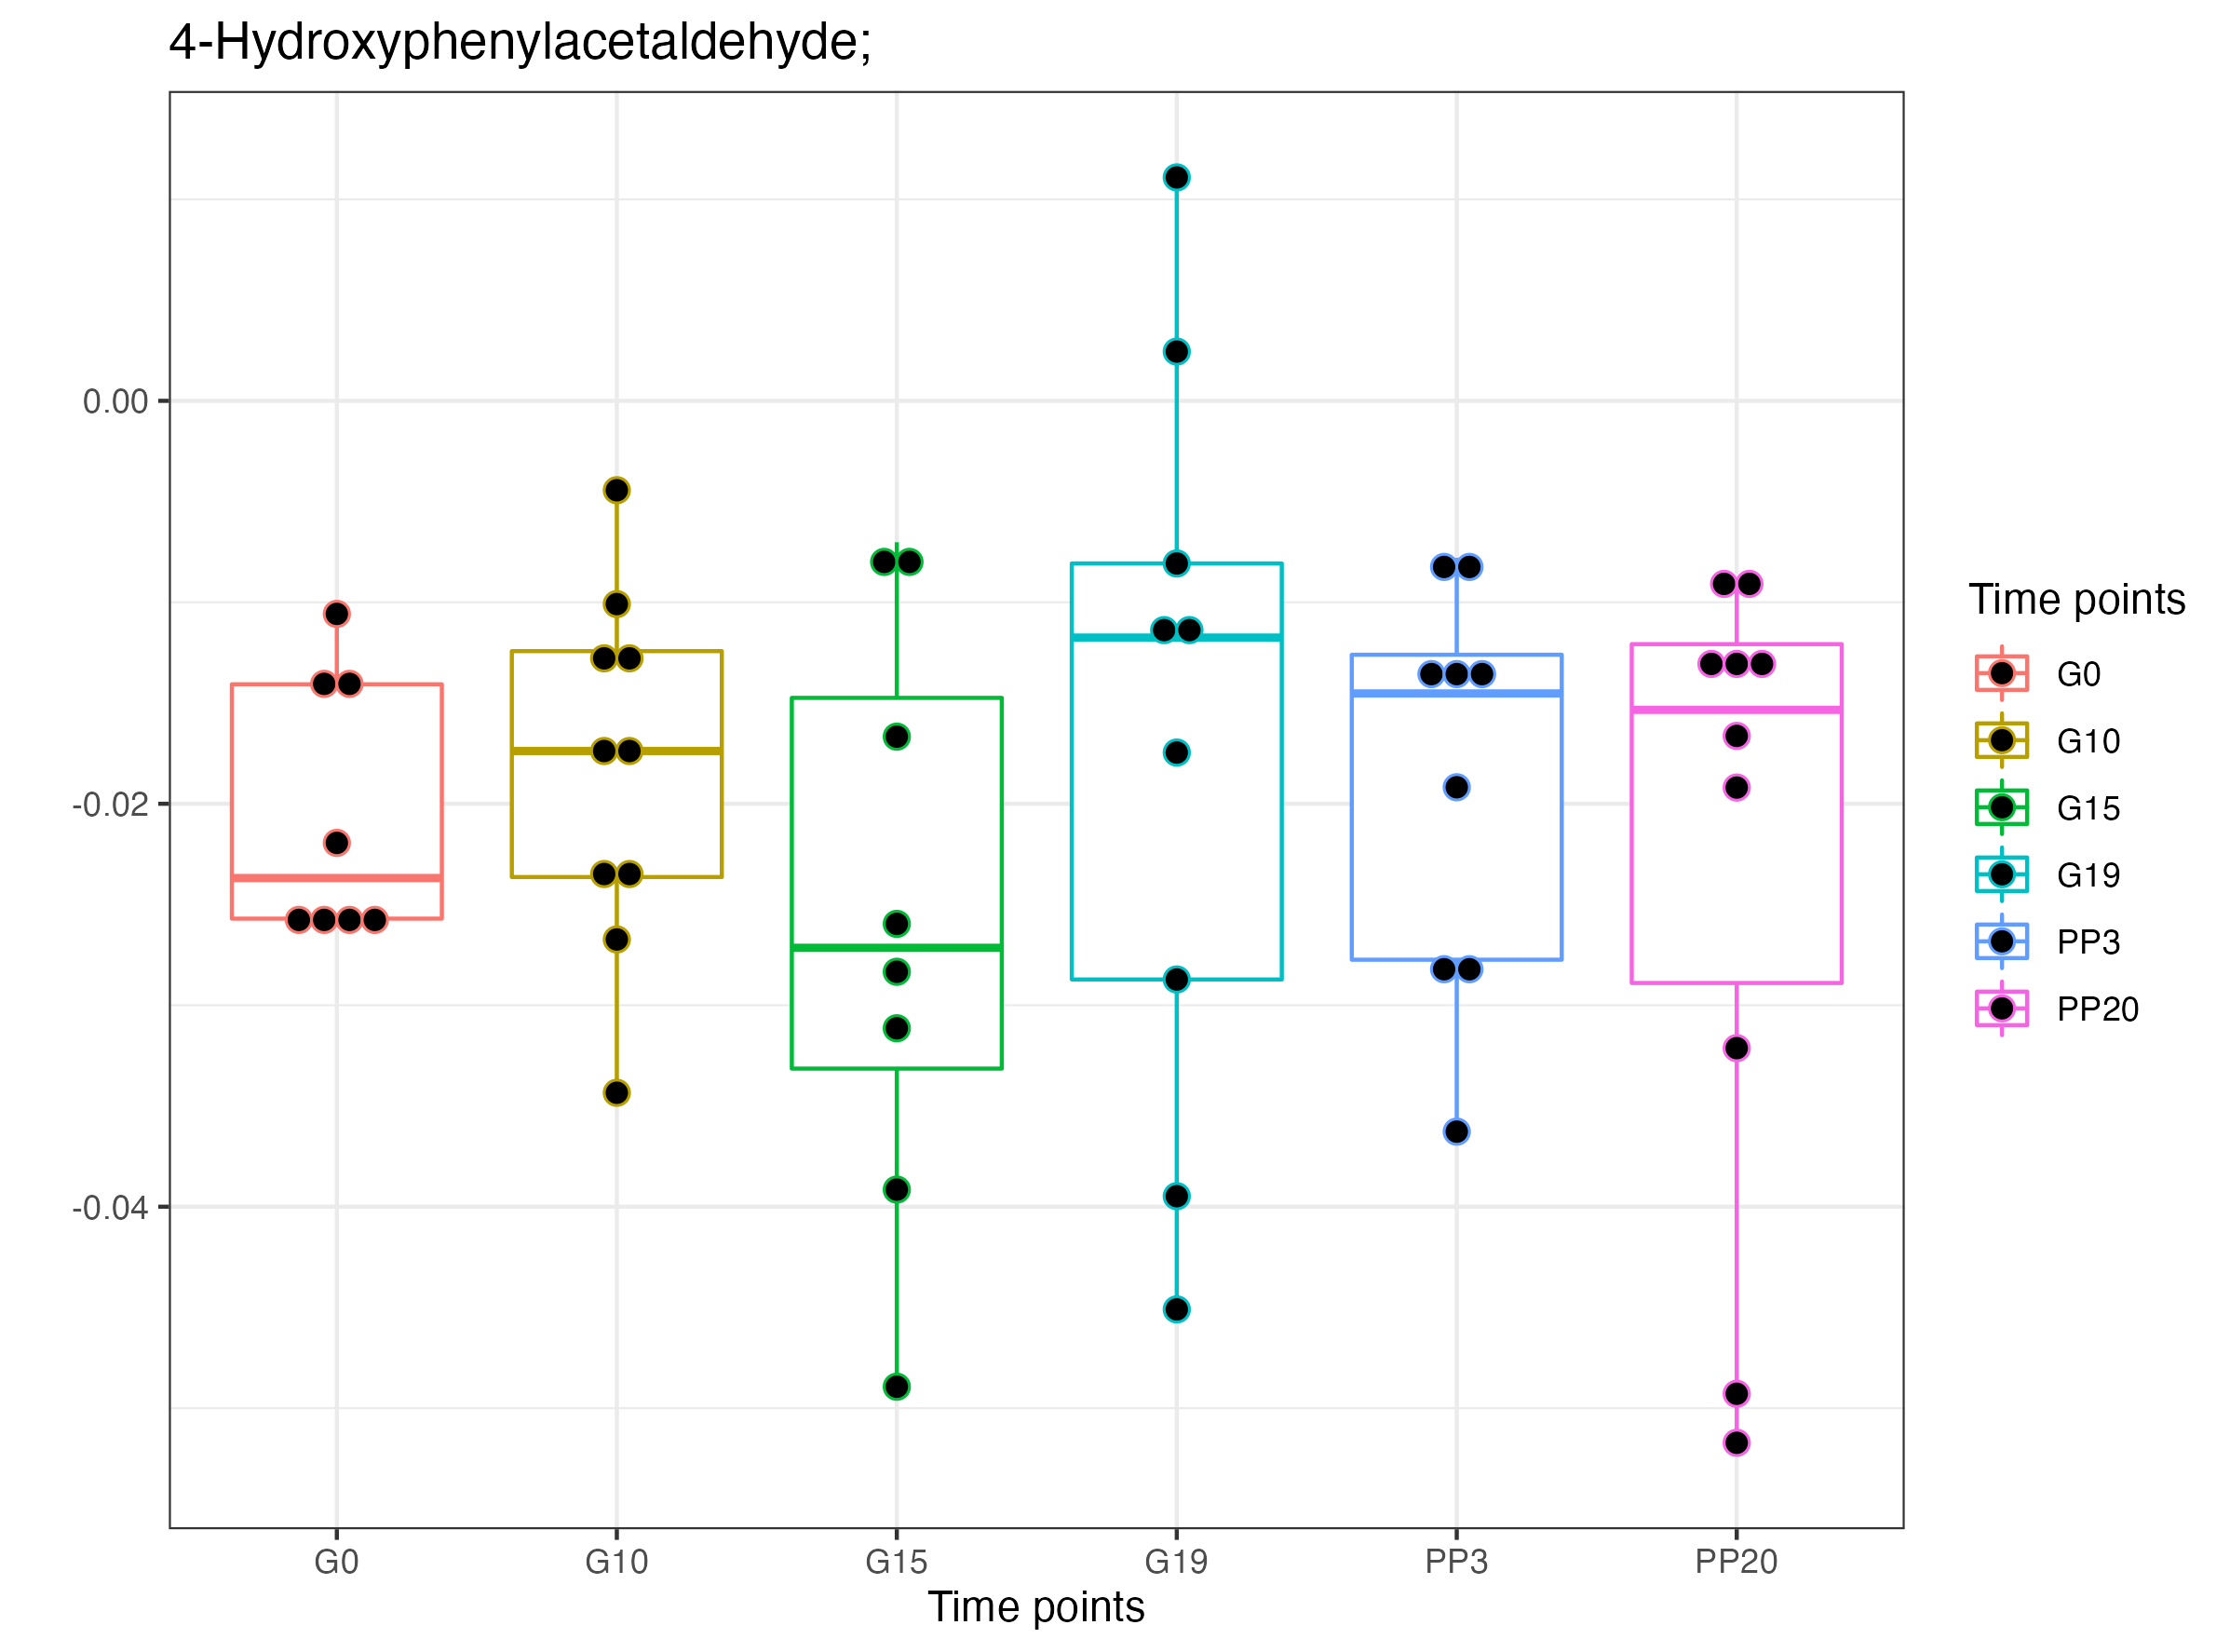 4-Hydroxyphenylacetaldehyde;
0.00
-0.02
-0.04
G0 G10 G15 G19 PP3 PP20
Time points
Time points
G0
G10
G15
G19
PP3
PP20